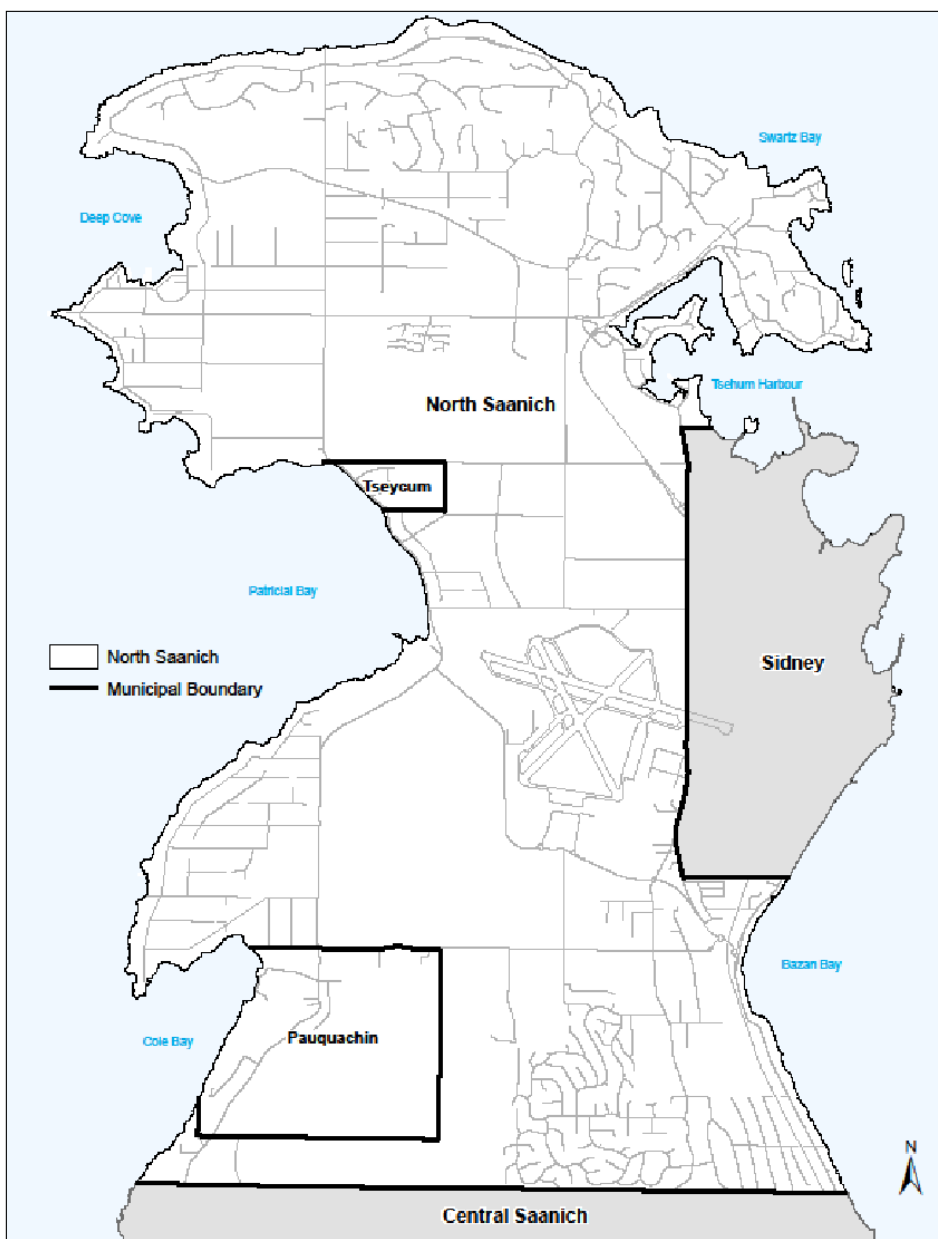 Swartz Bay
Deep Cove
Tsehum Harbour
North Saanich
Tseycum
Patricial Bay
North Saanich
Municipal Boundary
Sidney
Bazan Bay
Cole Bay
Pauquachin
N
Central Saanich